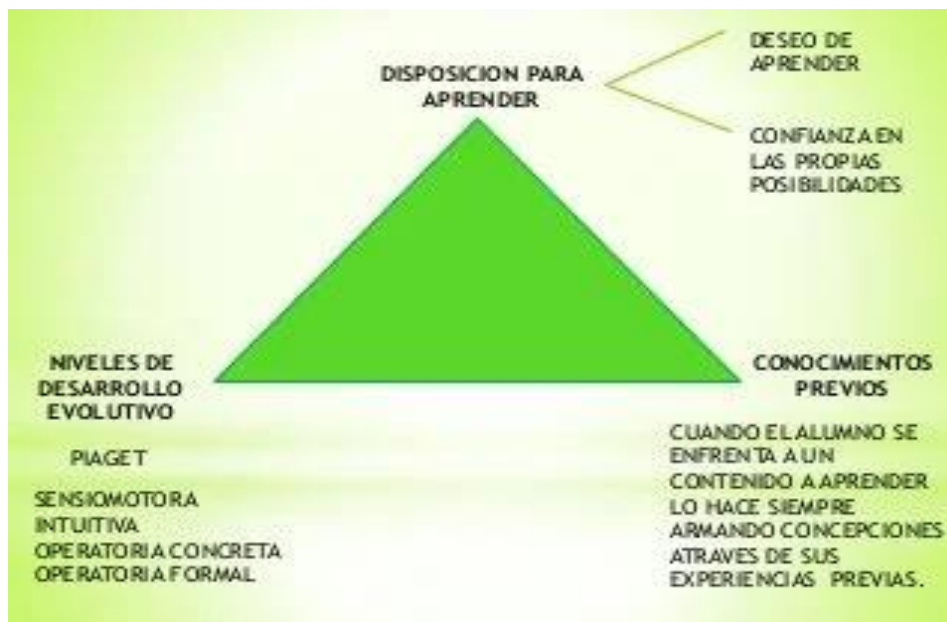 DISPOSICION PARA
APRENDER
DESEO DE
APRENDER
CONFIANZA EN
LAS PROPIAS
POSIBILIDADES
NIVELES DE
DESARROLLO
EVOLUTIVO
PIAGET
SENSIOMOTORA
INTUITIVA
OPERATORIA CONCRETA
OPERATORIA FORMAL
CONOCIMIENTOS
PREVIOS
CUANDO EL ALUMNO SE
ENFRENTA A UN
CONTENIDO A APRENDER
LO HACE SIEMPRE
ARMANDO CONCEPCIONES
ATRAVES DE SUS
EXPERIENCIAS PREVIAS.